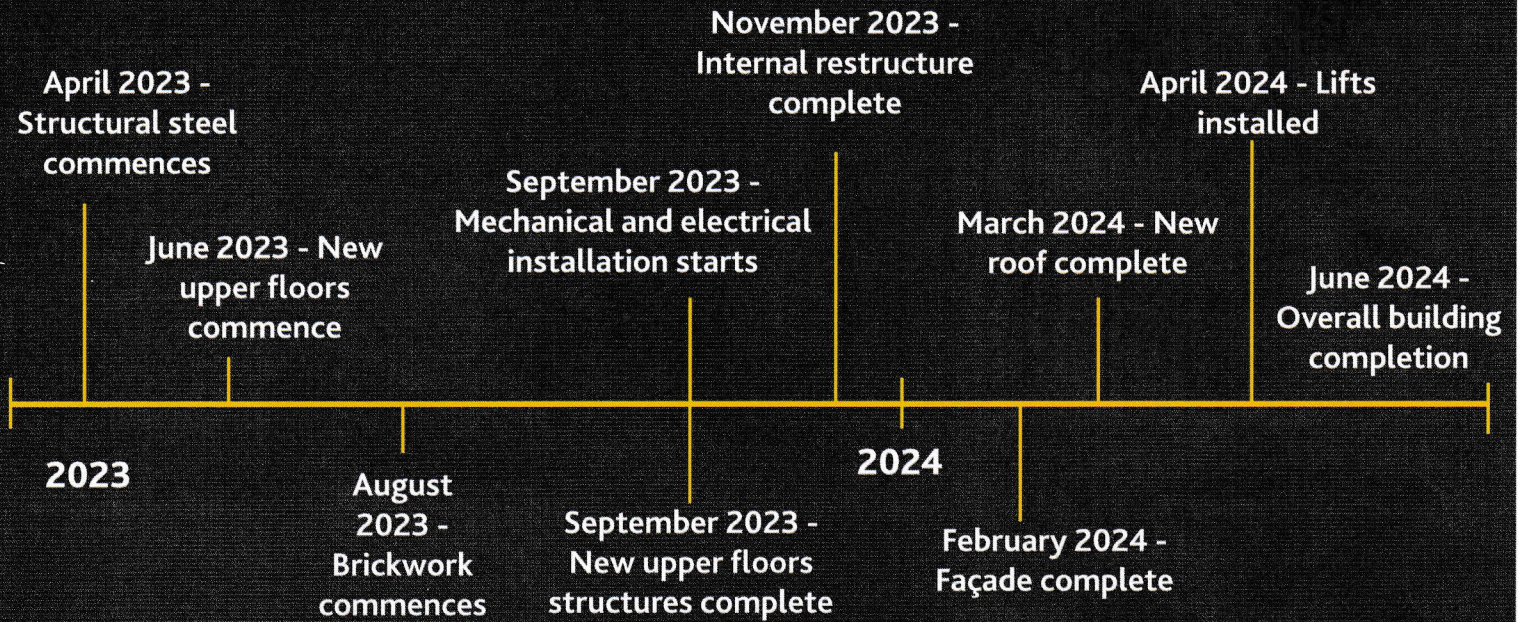 April 2023 -
Structural steel
commences
June 2023 - New
upper floors
commence
September 2023 -
Mechanical and electrical
installation starts
November 2023 -
Internal restructure
complete
March 2024 - New
roof complete
April 2024 - Lifts
installed
June 2024 -
Overall building
completion
2023
2024
August
2023 -
Brickwork
commences
September 2023 -
New upper floors
structures complete
February 2024 -
Façade complete